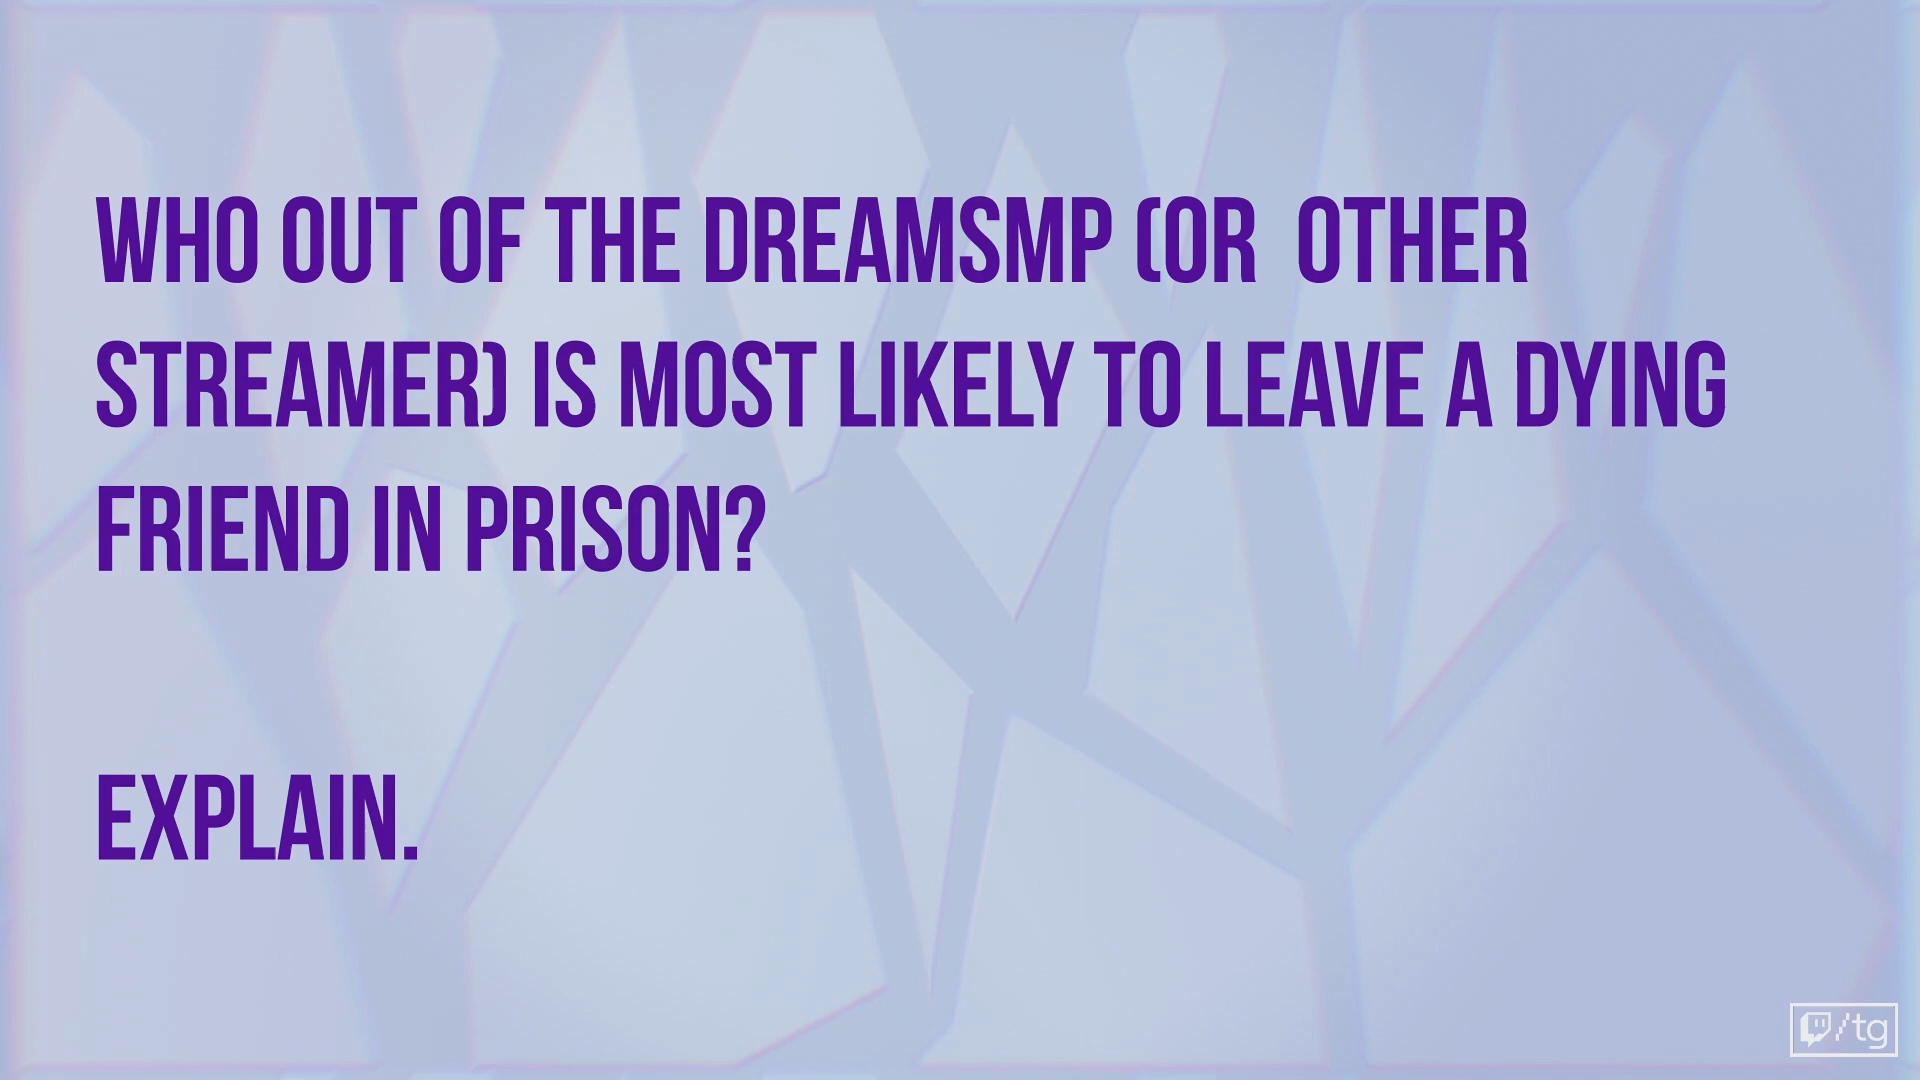 WHO OUT OF THE DREAMSMP (OR  OTHER
STREAMER) IS MOST LIKELY TO LEAVE A DYING
FRIEND IN PRISON?
EXPLAIN.
/tg